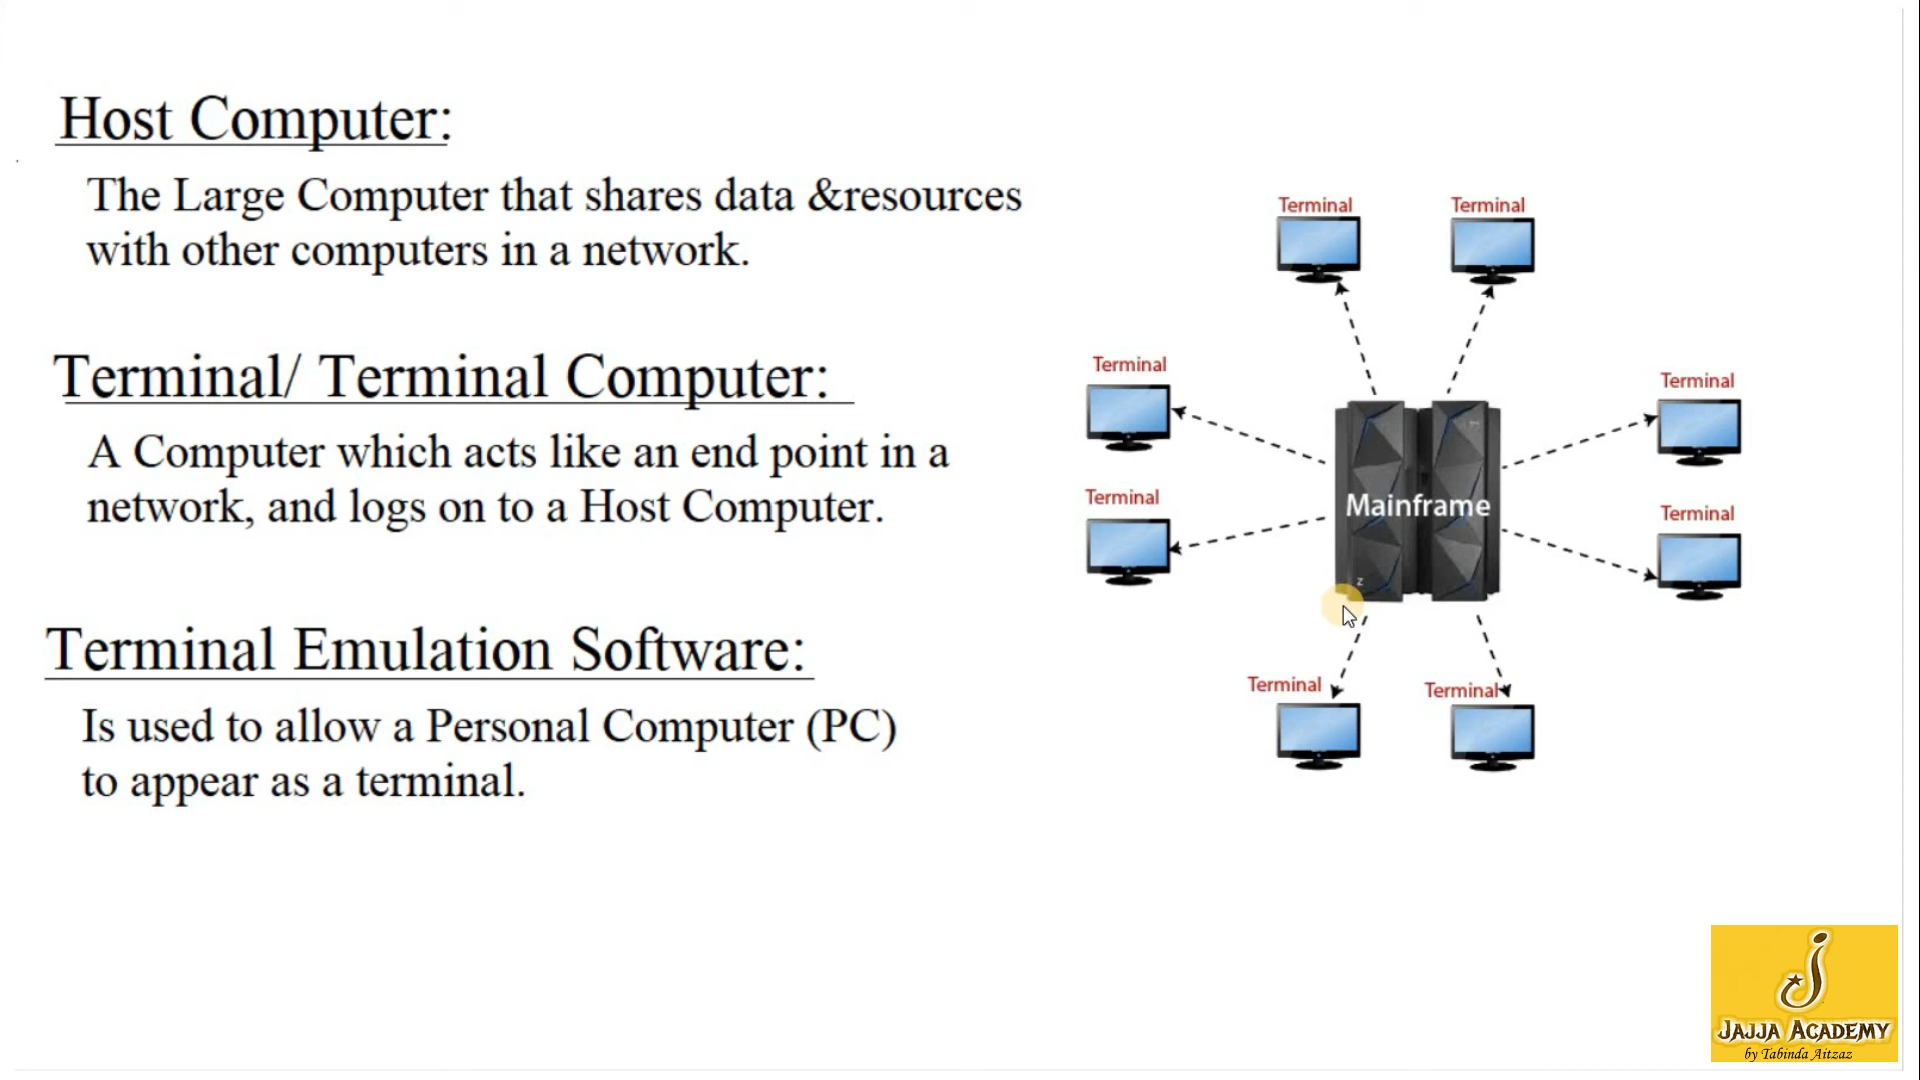 Host Computer:
The Large Computer that shares data &resources
with other computers in a network.
Terminal/ Terminal Computer:
A Computer which acts like an end point in a
network, and logs on to a Host Computer.
Terminal Emulation Software:
Is used to allow a Personal Computer (PC)
to appear as a terminal.
Terminal
Terminal
Terminal
Terminal
Terminal
Terminal
Mainframe
z
Terminal
Terminal
J
JAJJA ACADEMY
by Tabinda Aitzaz